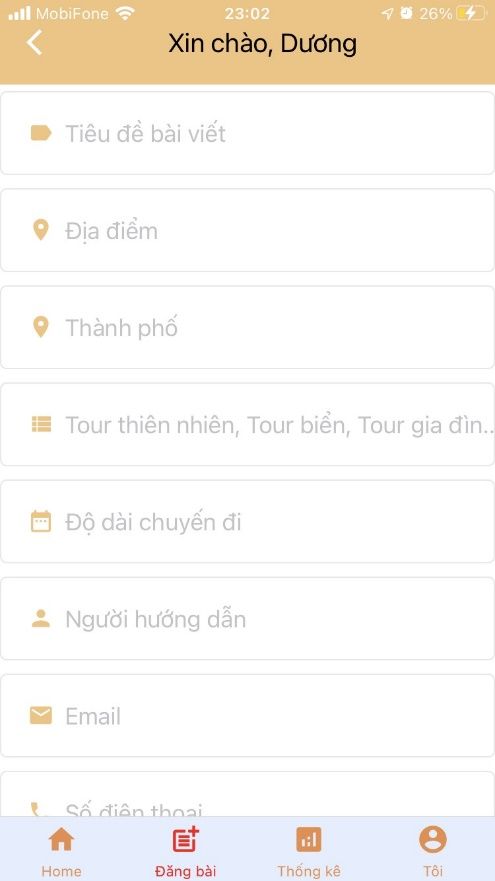 MobiFone 23:02 26%
Xin chào, Dương
Tiêu đề bài viết
Địa điểm
Thành phố
Tour thiên nhiên, Tour biển, Tour gia đìn..
Độ dài chuyến đi
Người hướng dẫn
Email
Số điện thoại
Home Đăng bài Thống kê Tôi